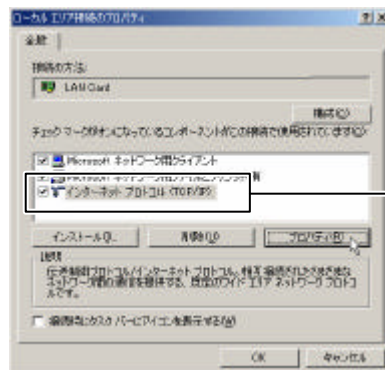 ローカル エリア接続のプロパティ
全般
接続の方法:
LAN Card
構成(C)
チェック マークがオンになっているコンポーネントがこの接続で使用されています(O):
Microsoft ネットワーク用クライアント
インターネット プロトコル (TCP/IP)
インストール(I)...
削除(U)
プロパティ(R)
説明
伝送制御プロトコル/インターネット プロトコル。相互接続されたさまざまな
ネットワーク間の通信を提供する、既定のワイド エリア ネットワーク プロトコ
ルです。
接続時にタスク バーにアイコンを表示する(W)
OK
キャンセル